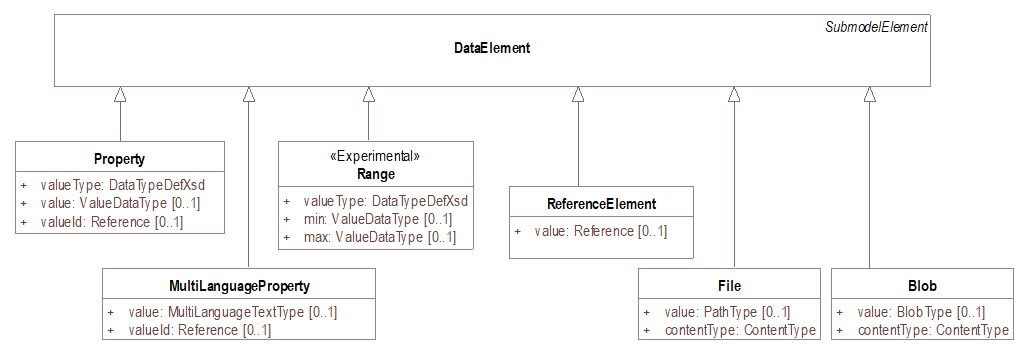 SubmodelElement
DataElement
Property
+ valueType: DataTypeDefXsd
+ value: ValueDataType [0..1]
+ valueId: Reference [0..1]
MultiLanguageProperty
+ value: MultiLanguageTextType [0..1]
+ valueId: Reference [0..1]
«Experimental»
Range
+ valueType: DataTypeDefXsd
+ min: ValueDataType [0..1]
+ max: ValueDataType [0..1]
ReferenceElement
+ value: Reference [0..1]
File
+ value: PathType [0..1]
+ contentType: ContentType
Blob
+ value: BlobType [0..1]
+ contentType: ContentType